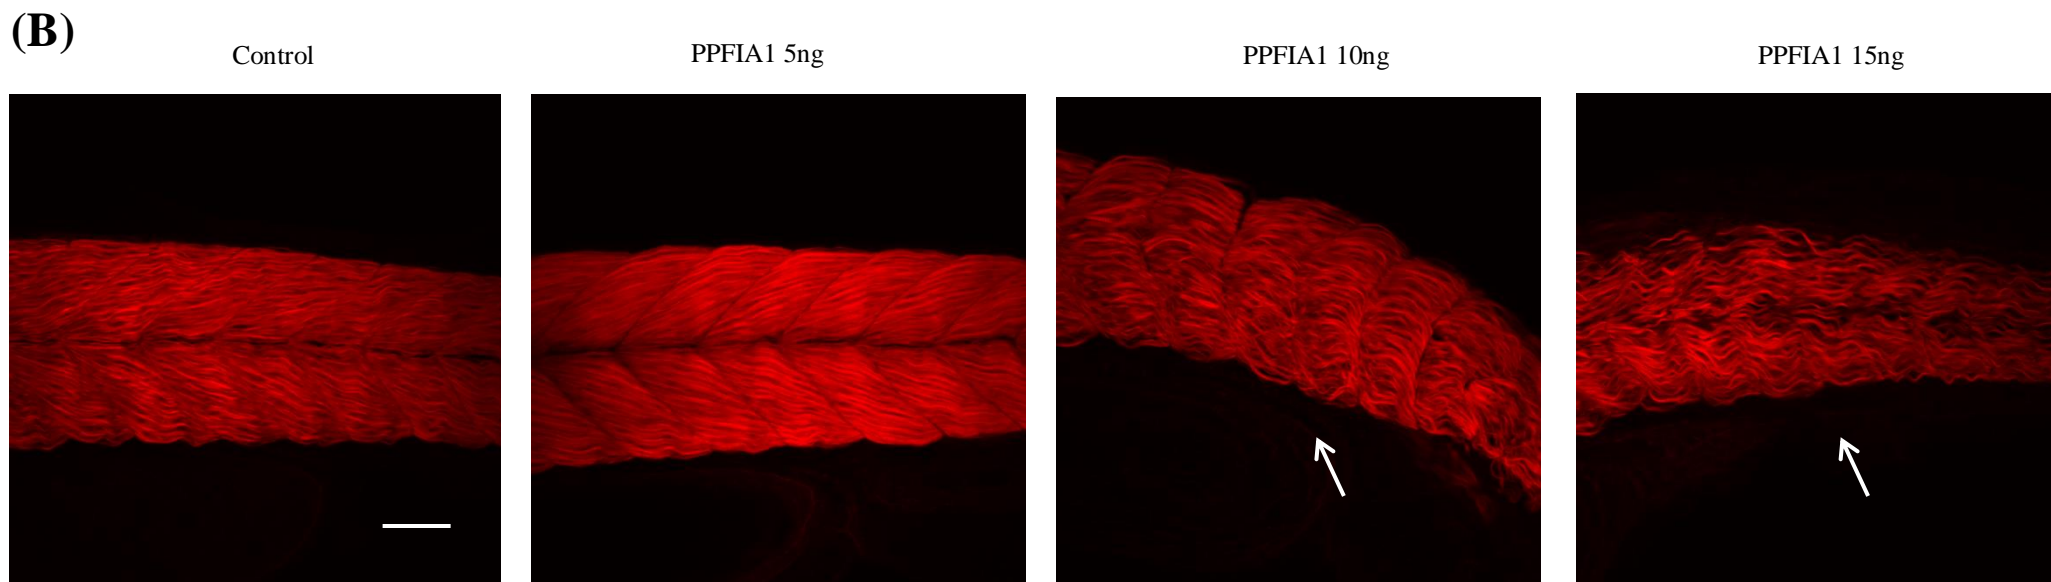 (B)
Control
PPFIA1 5ng
PPFIA1 10ng
PPFIA1 15ng